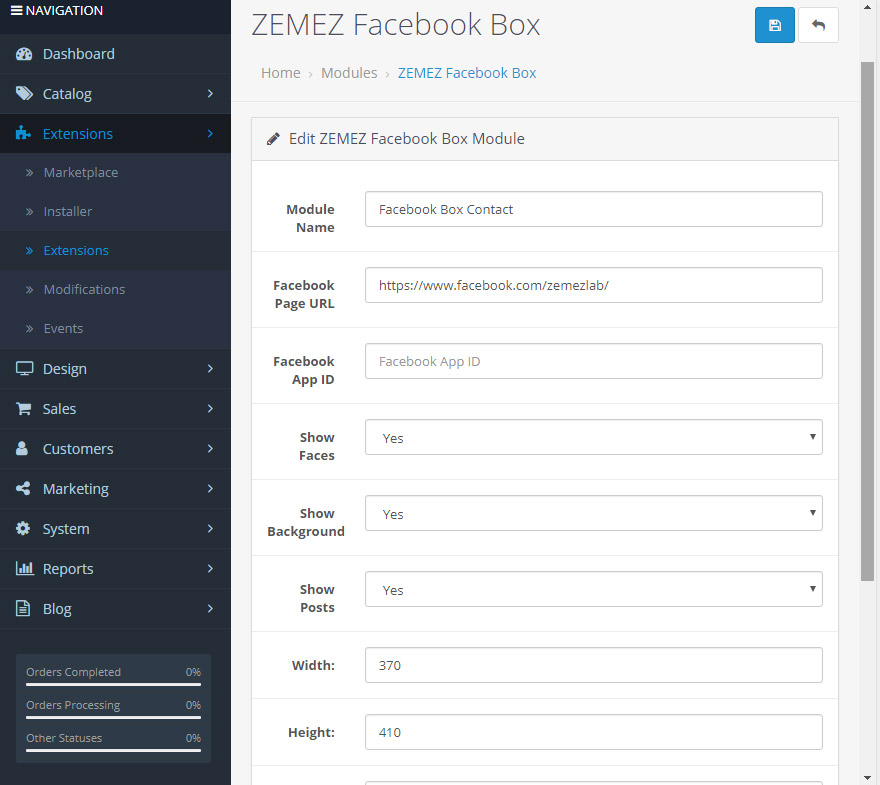 NAVIGATION
Dashboard
Catalog
Extensions
Marketplace
Installer
Extensions
Modifications
Events
Design
Sales
Customers
Marketing
System
Reports
Blog
Orders Completed 0%
Orders Processing 0%
Other Statuses 0%
ZEMEZ Facebook Box
Home › Modules › ZEMEZ Facebook Box
Edit ZEMEZ Facebook Box Module
Module
Name
Facebook Box Contact
Facebook
Page URL
https://www.facebook.com/zemezlab/
Facebook
App ID
Facebook App ID
Show
Faces
Yes
Show
Background
Yes
Show
Posts
Yes
Width:
370
Height:
410